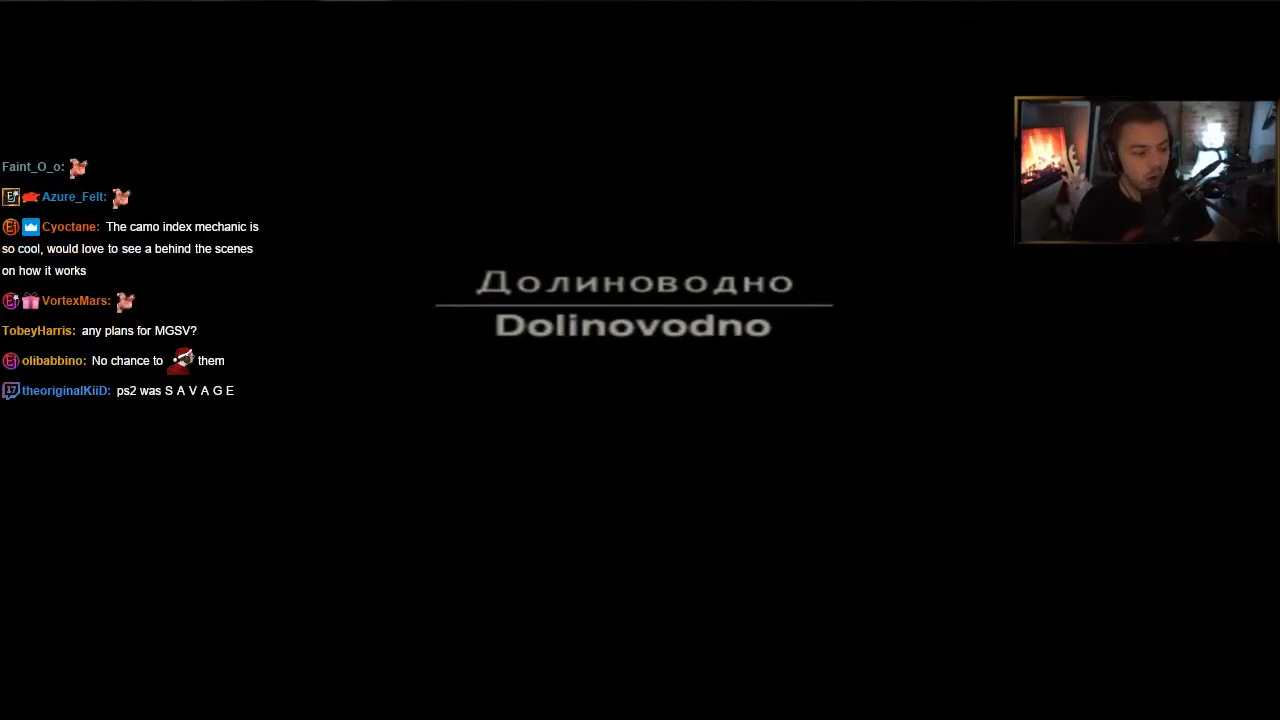 Faint_O_o:
Azure_Felt:
Cyoctane: The camo index mechanic is
so cool, would love to see a behind the scenes
on how it works
VortexMars:
TobeyHarris: any plans for MGSV?
olibabbino: No chance to them
theoriginalKiiD: ps2 was S A V A G E
Долиноводно
Dolinovodno